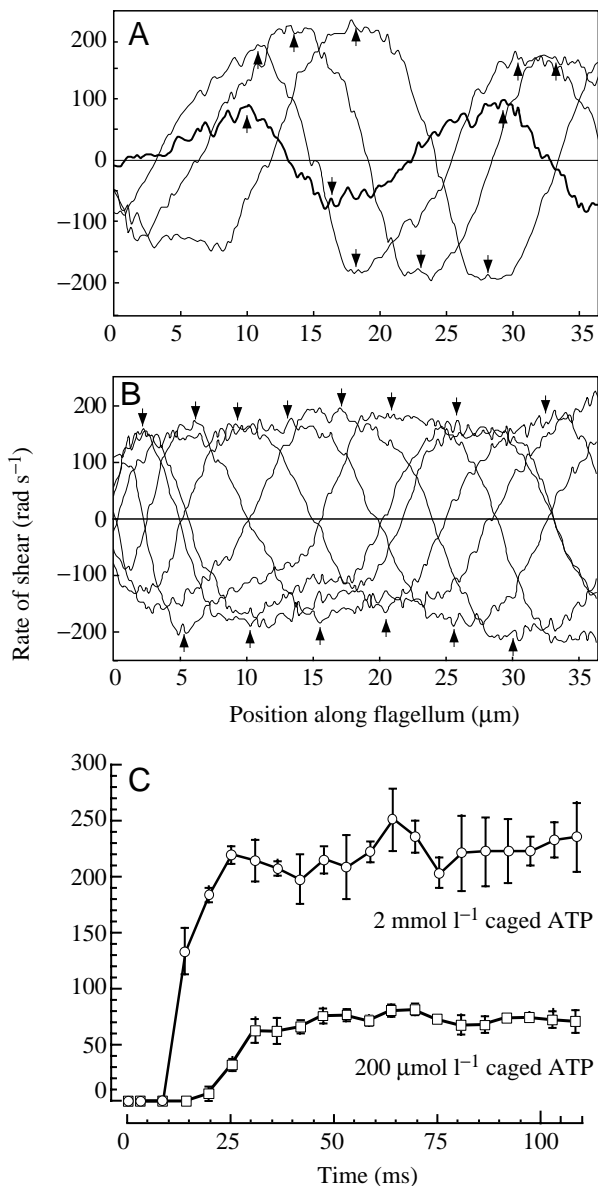 A
200
100
0
−100
−200
0 5 10 15 20 25 30 35
B
200
100
0
−100
−200
0 5 10 15 20 25 30 35
Rate of shear (rad s−1)
Position along flagellum (μm)
C
300
250
200
150
100
50
0
2 mmol l−1 caged ATP
200 μmol l−1 caged ATP
0 25 50 75 100
Time (ms)